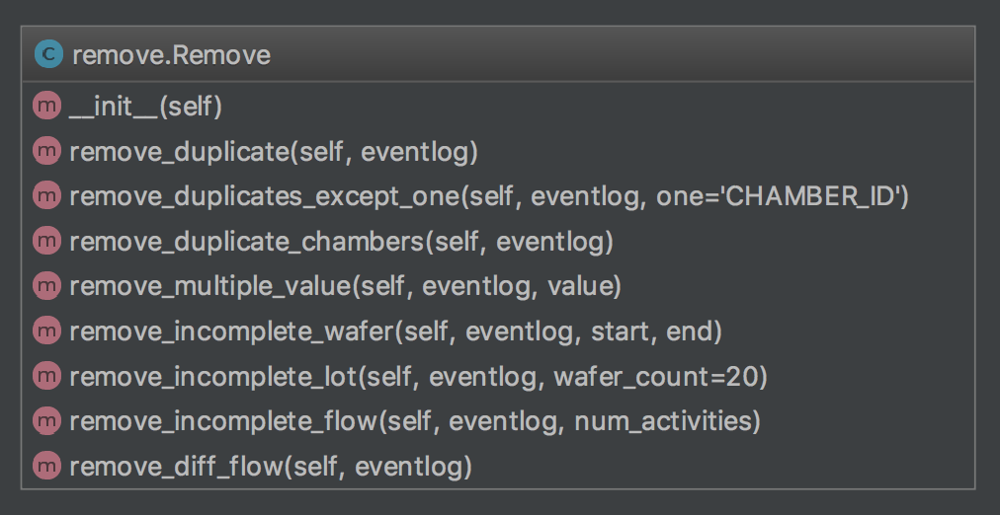 C remove.Remove
m __init__(self)
m remove_duplicate(self, eventlog)
m remove_duplicates_except_one(self, eventlog, one='CHAMBER_ID')
m remove_duplicate_chambers(self, eventlog)
m remove_multiple_value(self, eventlog, value)
m remove_incomplete_wafer(self, eventlog, start, end)
m remove_incomplete_lot(self, eventlog, wafer_count=20)
m remove_incomplete_flow(self, eventlog, num_activities)
m remove_diff_flow(self, eventlog)